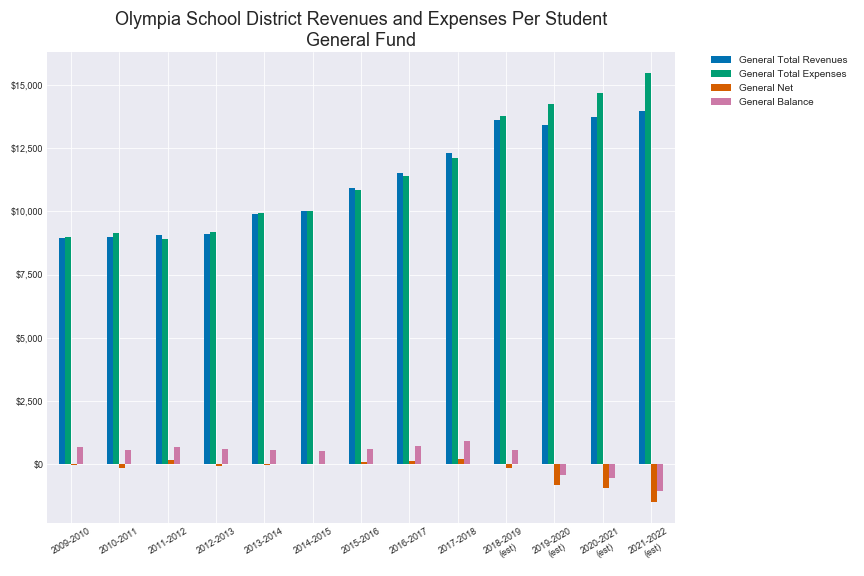 Olympia School District Revenues and Expenses Per Student
General Fund
General Total Revenues
General Total Expenses
General Net
General Balance
$15,000
$12,500
$10,000
$7,500
$5,000
$2,500
$0
2009-2010
2010-2011
2011-2012
2012-2013
2013-2014
2014-2015
2015-2016
2016-2017
2017-2018
2018-2019
(est)
2019-2020
(est)
2020-2021
(est)
2021-2022
(est)